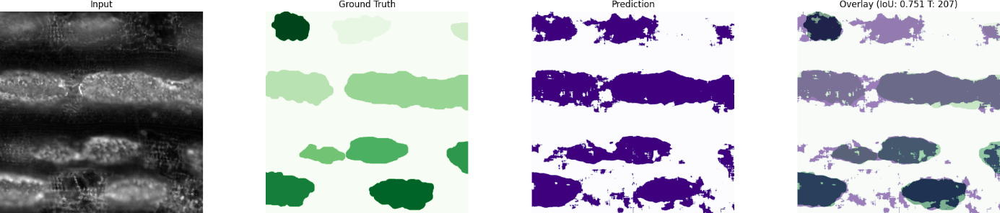 Input
Ground Truth
Prediction
Overlay (IoU: 0.751 T: 207)